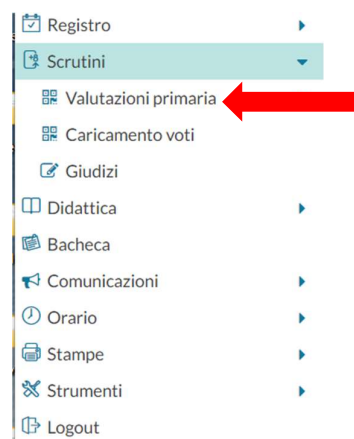 Registro
Scrutini
Valutazioni primaria
Caricamento voti
Giudizi
Didattica
Bacheca
Comunicazioni
Orario
Stampe
Strumenti
Logout